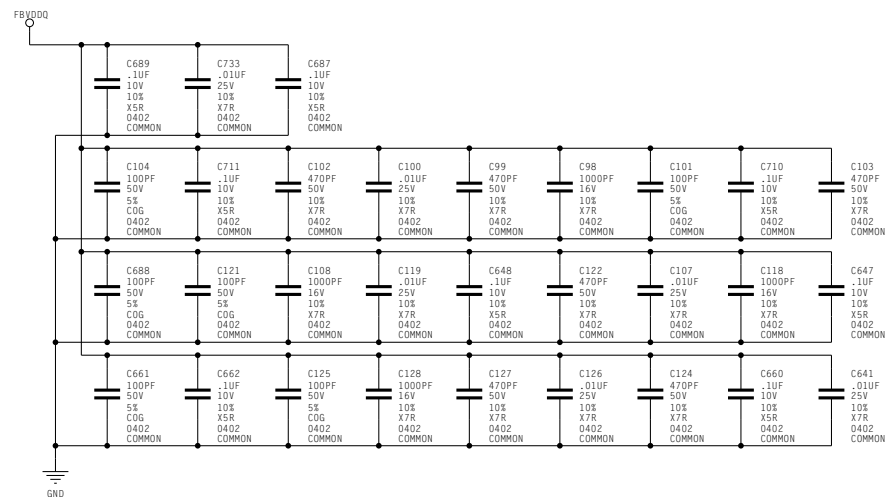 FBVDDQ
C689
.1UF
10V
10%
X5R
0402
COMMON
C733
.01UF
25V
10%
X7R
0402
COMMON
C687
.1UF
10V
10%
X5R
0402
COMMON
C104
100PF
50V
5%
COG
0402
COMMON
C711
.1UF
10V
10%
X5R
0402
COMMON
C102
470PF
50V
10%
X7R
0402
COMMON
C100
.01UF
25V
10%
X7R
0402
COMMON
C99
470PF
50V
10%
X7R
0402
COMMON
C98
1000PF
16V
10%
X7R
0402
COMMON
C101
100PF
50V
5%
COG
0402
COMMON
C710
.1UF
10V
10%
X5R
0402
COMMON
C103
470PF
50V
10%
X7R
0402
COMMON
C688
100PF
50V
5%
COG
0402
COMMON
C121
100PF
50V
5%
COG
0402
COMMON
C108
1000PF
16V
10%
X7R
0402
COMMON
C119
.01UF
25V
10%
X7R
0402
COMMON
C648
.1UF
10V
10%
X5R
0402
COMMON
C122
470PF
50V
10%
X7R
0402
COMMON
C107
.01UF
25V
10%
X7R
0402
COMMON
C118
1000PF
16V
10%
X7R
0402
COMMON
C647
.1UF
10V
10%
X5R
0402
COMMON
C661
100PF
50V
5%
COG
0402
COMMON
C662
.1UF
10V
10%
X5R
0402
COMMON
C125
100PF
50V
5%
COG
0402
COMMON
C128
1000PF
16V
10%
X7R
0402
COMMON
C127
470PF
50V
10%
X7R
0402
COMMON
C126
.01UF
25V
10%
X7R
0402
COMMON
C124
470PF
50V
10%
X7R
0402
COMMON
C660
.1UF
10V
10%
X5R
0402
COMMON
C641
.01UF
25V
10%
X7R
0402
COMMON
GND